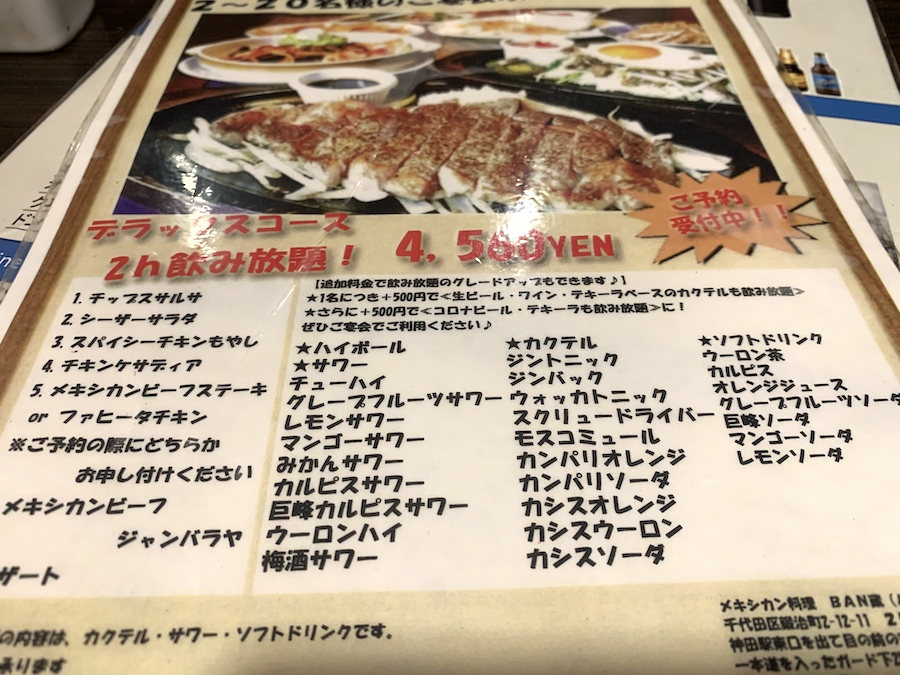 2～20名様のご宴
デラックスコース
2h飲み放題！ 4,560YEN
ご予約
受付中！！
1. チップスサルサ
2. シーザーサラダ
3. スパイシーチキンもやし
4. チキンケサディア
5. メキシカンビーフステーキ
or ファヒータチキン
※ご予約の際にどちらか
お申し付けください
メキシカンビーフ
ジャンバラヤ
ザート
【追加料金で飲み放題のグレードアップもできます♪】
★1名につき＋500円で≪生ビール・ワイン・テキーラベースのカクテルも飲み放題≫
★さらに＋500円で≪コロナビール・テキーラも飲み放題≫に！
ぜひご宴会でご利用ください♪
★ハイボール
★サワー
チューハイ
グレープフルーツサワー
レモンサワー
マンゴーサワー
みかんサワー
カルピスサワー
巨峰カルピスサワー
ウーロンハイ
梅酒サワー
★カクテル
ジントニック
ジンバック
ウォッカトニック
スクリュードライバー
モスコミュール
カンパリオレンジ
カンパリソーダ
カシスオレンジ
カシスウーロン
カシスソーダ
★ソフトドリンク
ウーロン茶
カルピス
オレンジジュース
グレープフルーツソーダ
巨峰ソーダ
マンゴーソーダ
レモンソーダ
の内容は、カクテル・サワー・ソフトドリンクです。
承ります
メキシカン料理 BAN蔵
千代田区鍛冶町2-12-11
神田駅東口を出て目の前の
一本道を入ったガード下